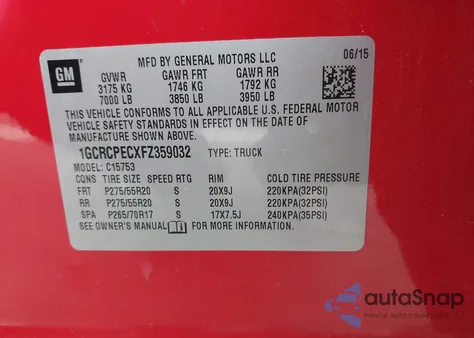 GM
MFD BY GENERAL MOTORS LLC
06/15
GVWR GAWR FRT GAWR RR
3175 KG 1746 KG 1792 KG
7000 LB 3850 LB 3950 LB
THIS VEHICLE CONFORMS TO ALL APPLICABLE U.S. FEDERAL MOTOR
VEHICLE SAFETY STANDARDS IN EFFECT ON THE DATE OF
MANUFACTURE SHOWN ABOVE.
1GCRCPECXFZ359032 TYPE: TRUCK
MODEL: C15753
CONS TIRE SIZE SPEED RTG RIM COLD TIRE PRESSURE
FRT P275/55R20 S 20X9J 220KPA(32PSI)
RR P275/55R20 S 20X9J 220KPA(32PSI)
SPA P265/70R17 S 17X7.5J 240KPA(35PSI)
SEE OWNER'S MANUAL i FOR MORE INFORMATION.
autoSnap